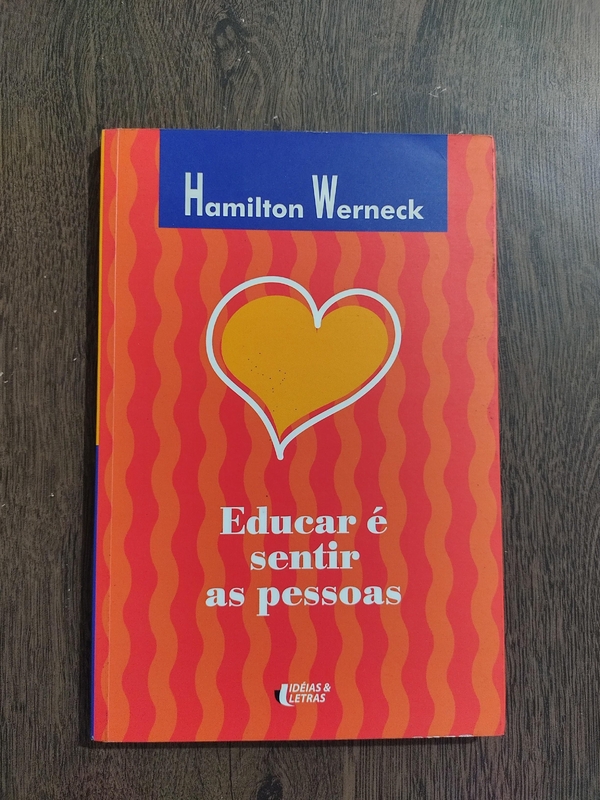 Hamilton Werneck
Educar é
sentir
as pessoas
IDÉIAS &
LETRAS